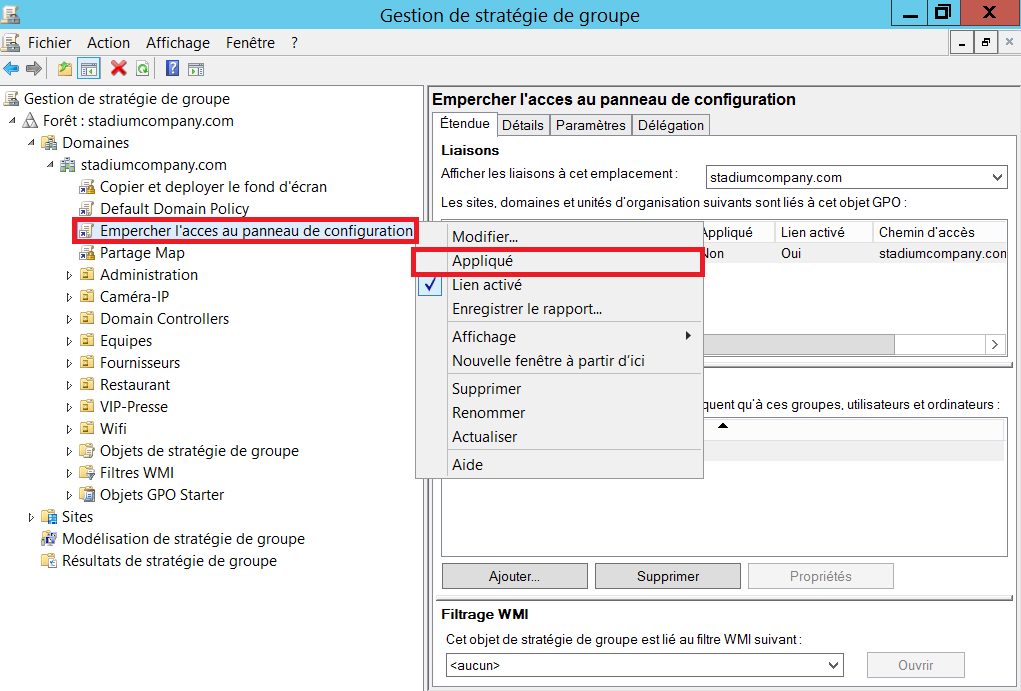 Gestion de stratégie de groupe
Fichier Action Affichage Fenêtre ?
Gestion de stratégie de groupe
Forêt : stadiumcompany.com
Domaines
stadiumcompany.com
Copier et deployer le fond d'écran
Default Domain Policy
Empercher l'acces au panneau de configuration
Partage Map
Administration
Caméra-IP
Domain Controllers
Equipes
Fournisseurs
Restaurant
VIP-Presse
Wifi
Objets de stratégie de groupe
Filtres WMI
Objets GPO Starter
Sites
Modélisation de stratégie de groupe
Résultats de stratégie de groupe
Modifier...
Appliqué
Lien activé
Enregistrer le rapport...
Affichage
Nouvelle fenêtre à partir d'ici
Supprimer
Renommer
Actualiser
Aide
Empercher l'acces au panneau de configuration
Étendue Détails Paramètres Délégation
Liaisons
Afficher les liaisons à cet emplacement : stadiumcompany.com
Les sites, domaines et unités d'organisation suivants sont liés à cet objet GPO :
Appliqué Lien activé Chemin d'accès
Non Oui stadiumcompany.con
quent qu'à ces groupes, utilisateurs et ordinateurs :
Ajouter... Supprimer Propriétés
Filtrage WMI
Cet objet de stratégie de groupe est lié au filtre WMI suivant :
<aucun> Ouvrir